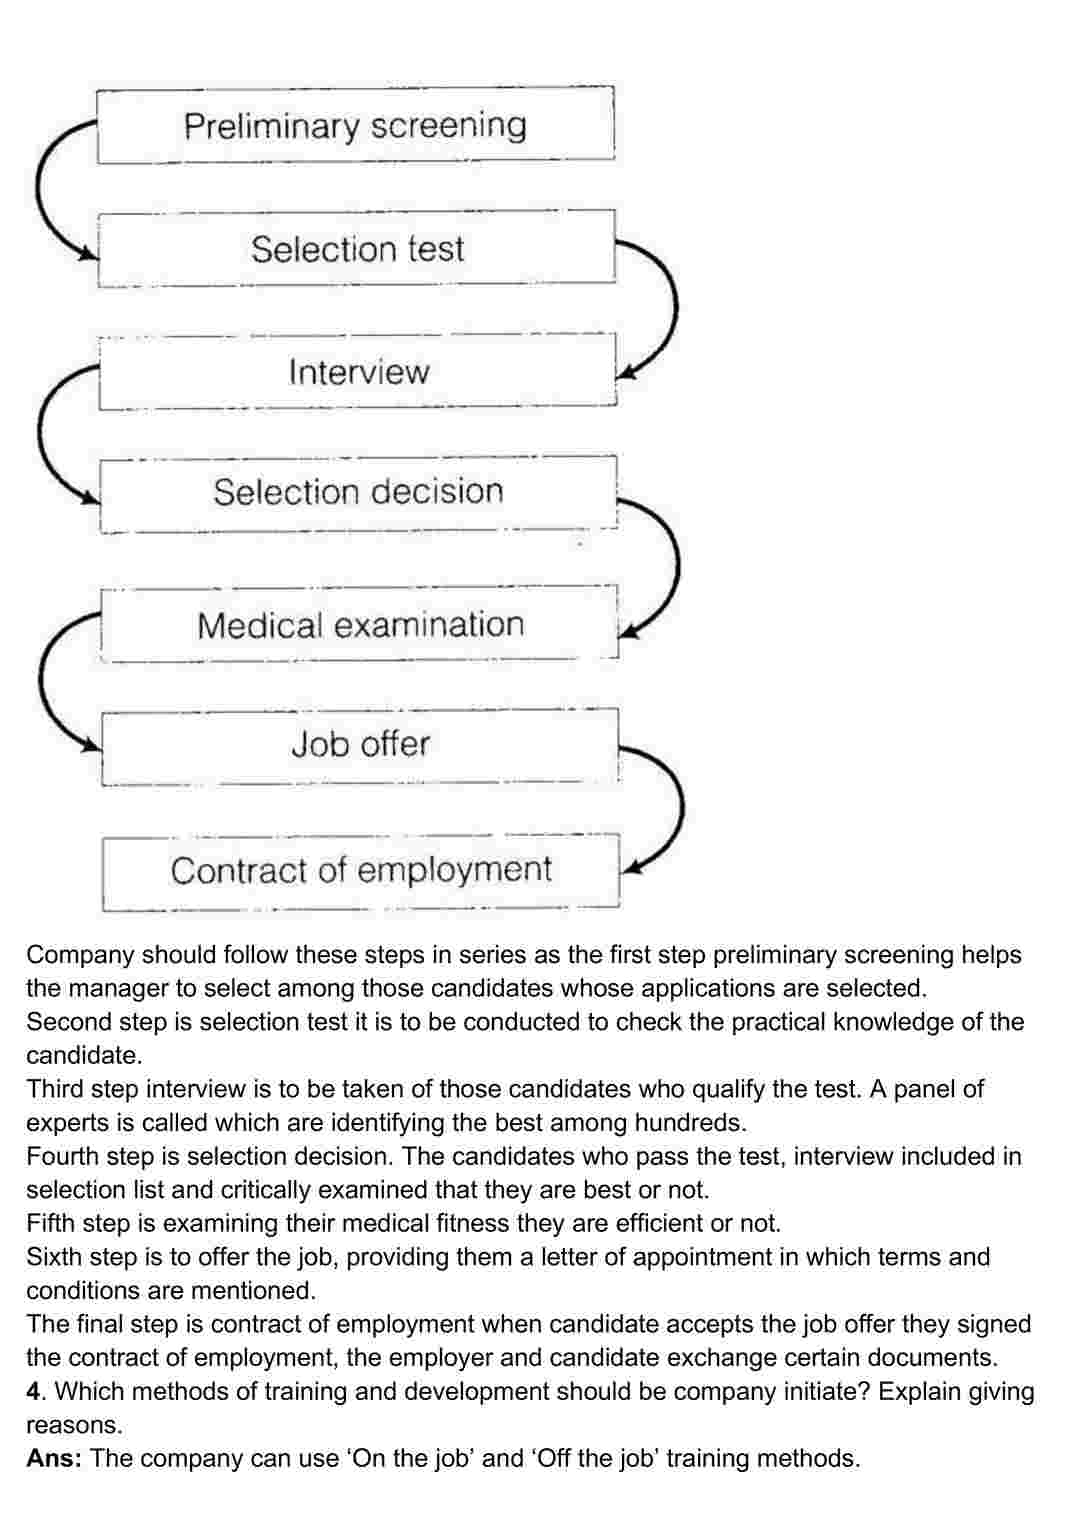 Preliminary screening
Selection test
Interview
Selection decision
Medical examination
Job offer
Contract of employment
Company should follow these steps in series as the first step preliminary screening helps
the manager to select among those candidates whose applications are selected.
Second step is selection test it is to be conducted to check the practical knowledge of the
candidate.
Third step interview is to be taken of those candidates who qualify the test. A panel of
experts is called which are identifying the best among hundreds.
Fourth step is selection decision. The candidates who pass the test, interview included in
selection list and critically examined that they are best or not.
Fifth step is examining their medical fitness they are efficient or not.
Sixth step is to offer the job, providing them a letter of appointment in which terms and
conditions are mentioned.
The final step is contract of employment when candidate accepts the job offer they signed
the contract of employment, the employer and candidate exchange certain documents.
4. Which methods of training and development should be company initiate? Explain giving
reasons.
Ans: The company can use ‘On the job’ and ‘Off the job’ training methods.